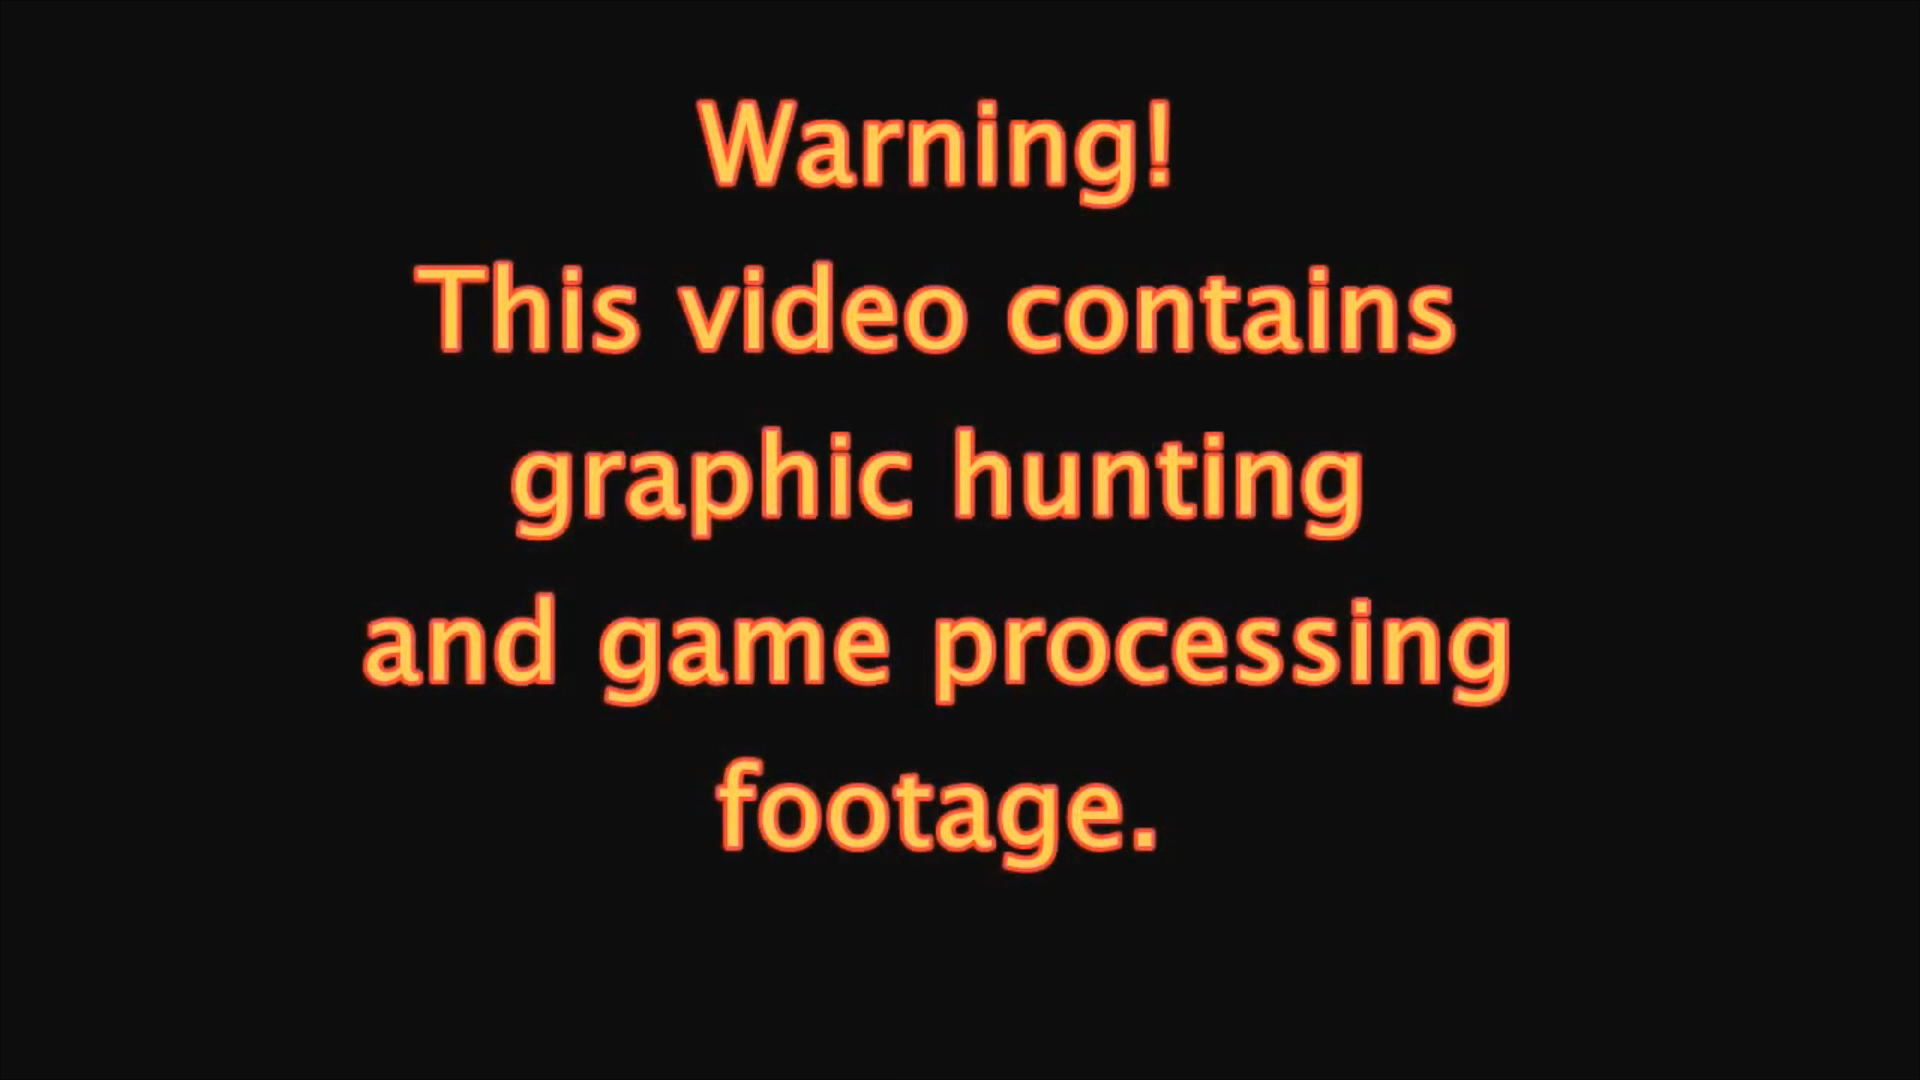 Warning!
This video contains
graphic hunting
and game processing
footage.